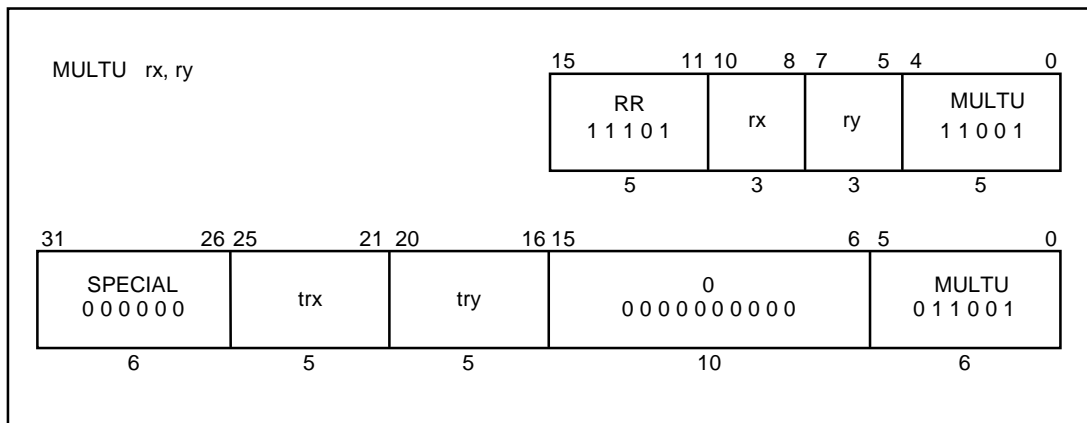 MULTU rx, ry
15 11 10 8 7 5 4 0
RR rx ry MULTU
1 1 1 0 1 1 1 0 0 1
5 3 3 5
31 26 25 21 20 16 15 6 5 0
SPECIAL trx try 0 MULTU
0 0 0 0 0 0 0 0 0 0 0 0 0 0 0 0 0 1 1 0 0 1
6 5 5 10 6